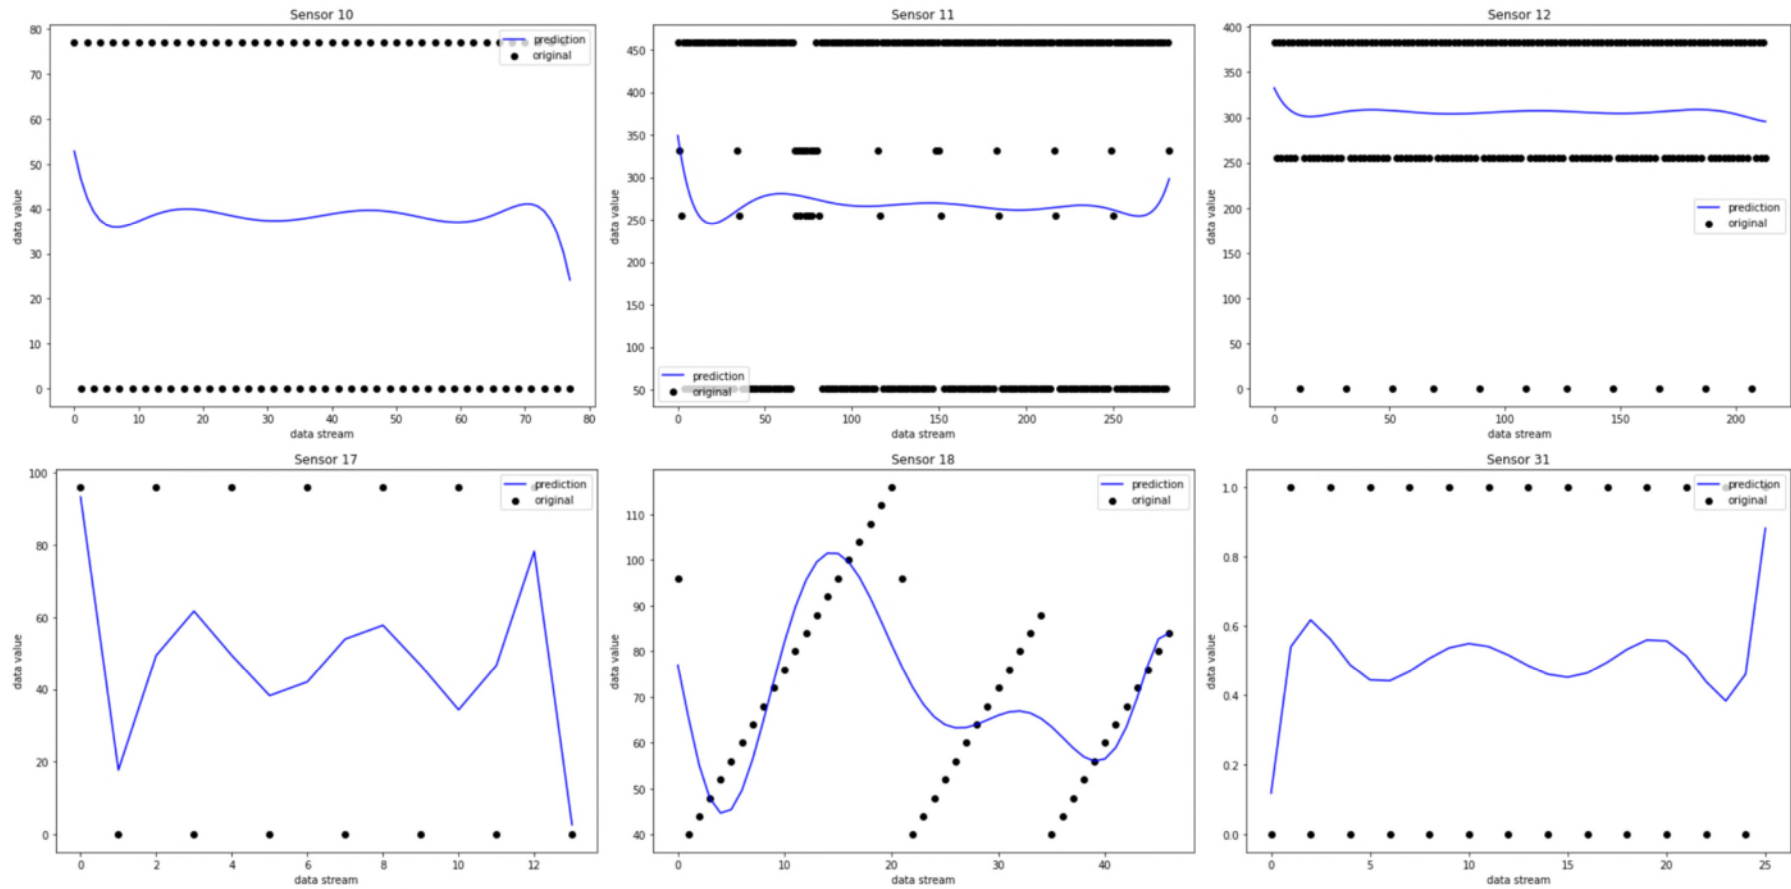 Sensor 10
80
70
60
50
40
30
20
10
0
data value
prediction
original
0 10 20 30 40 50 60 70 80
data stream
Sensor 11
450
400
350
300
250
200
150
100
50
data value
prediction
original
0 50 100 150 200 250
data stream
Sensor 12
400
350
300
250
200
150
100
50
0
data value
prediction
original
0 50 100 150 200
data stream
Sensor 17
100
80
60
40
20
0
data value
prediction
original
0 2 4 6 8 10 12
data stream
Sensor 18
110
100
90
80
70
60
50
40
data value
prediction
original
0 10 20 30 40
data stream
Sensor 31
1.0
0.8
0.6
0.4
0.2
0.0
data value
prediction
original
0 5 10 15 20 25
data stream